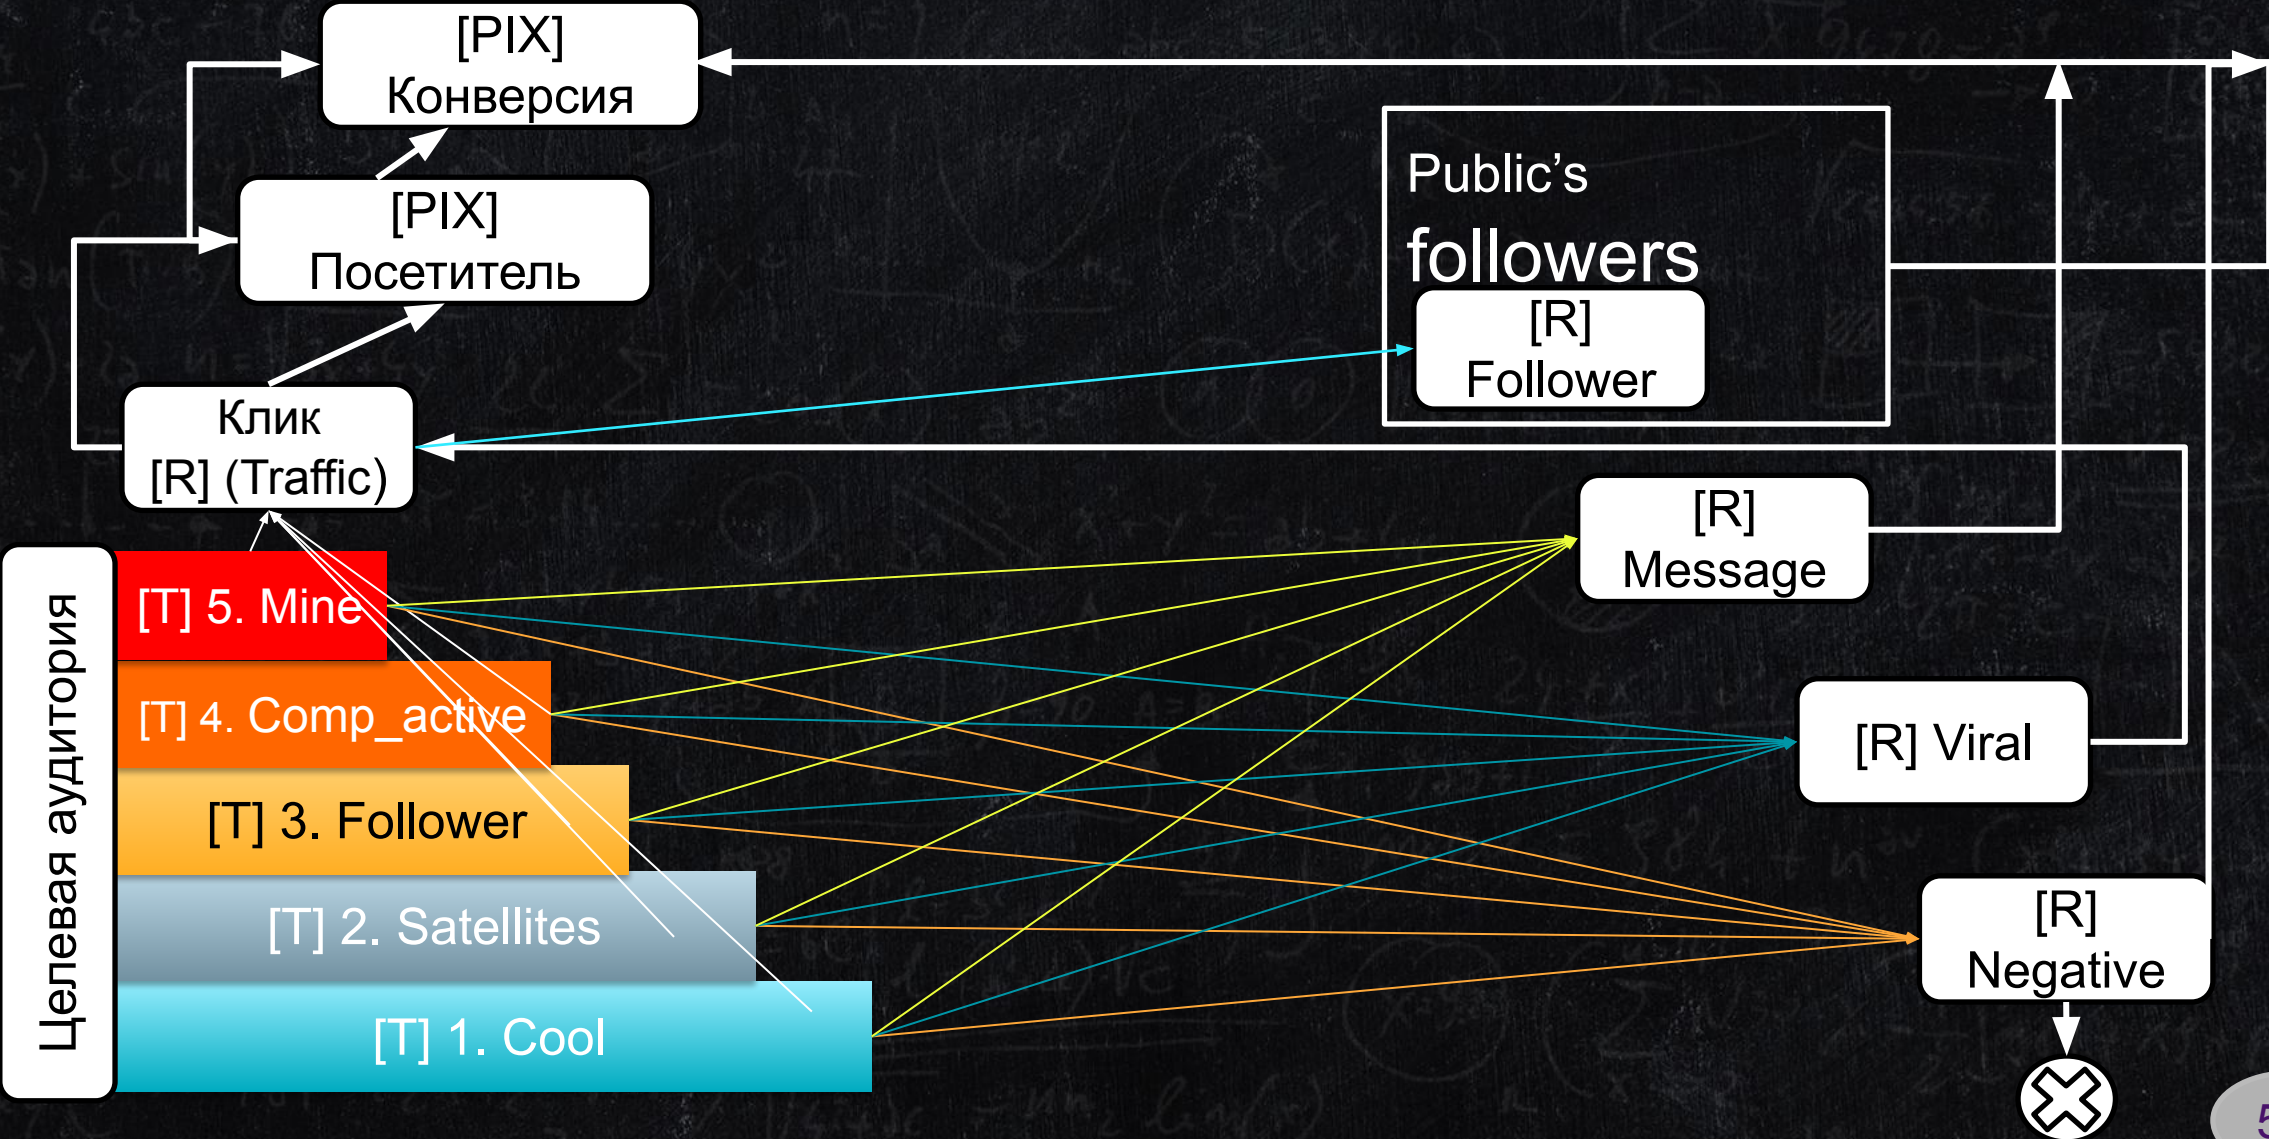 [PIX]
Конверсия
[PIX]
Посетитель
Public’s
followers
[R]
Follower
Клик
[R] (Traffic)
[R]
Message
Целевая аудитория
[T] 5. Mine
[T] 4. Comp_active
[R] Viral
[T] 3. Follower
[T] 2. Satellites
[R]
Negative
[T] 1. Cool